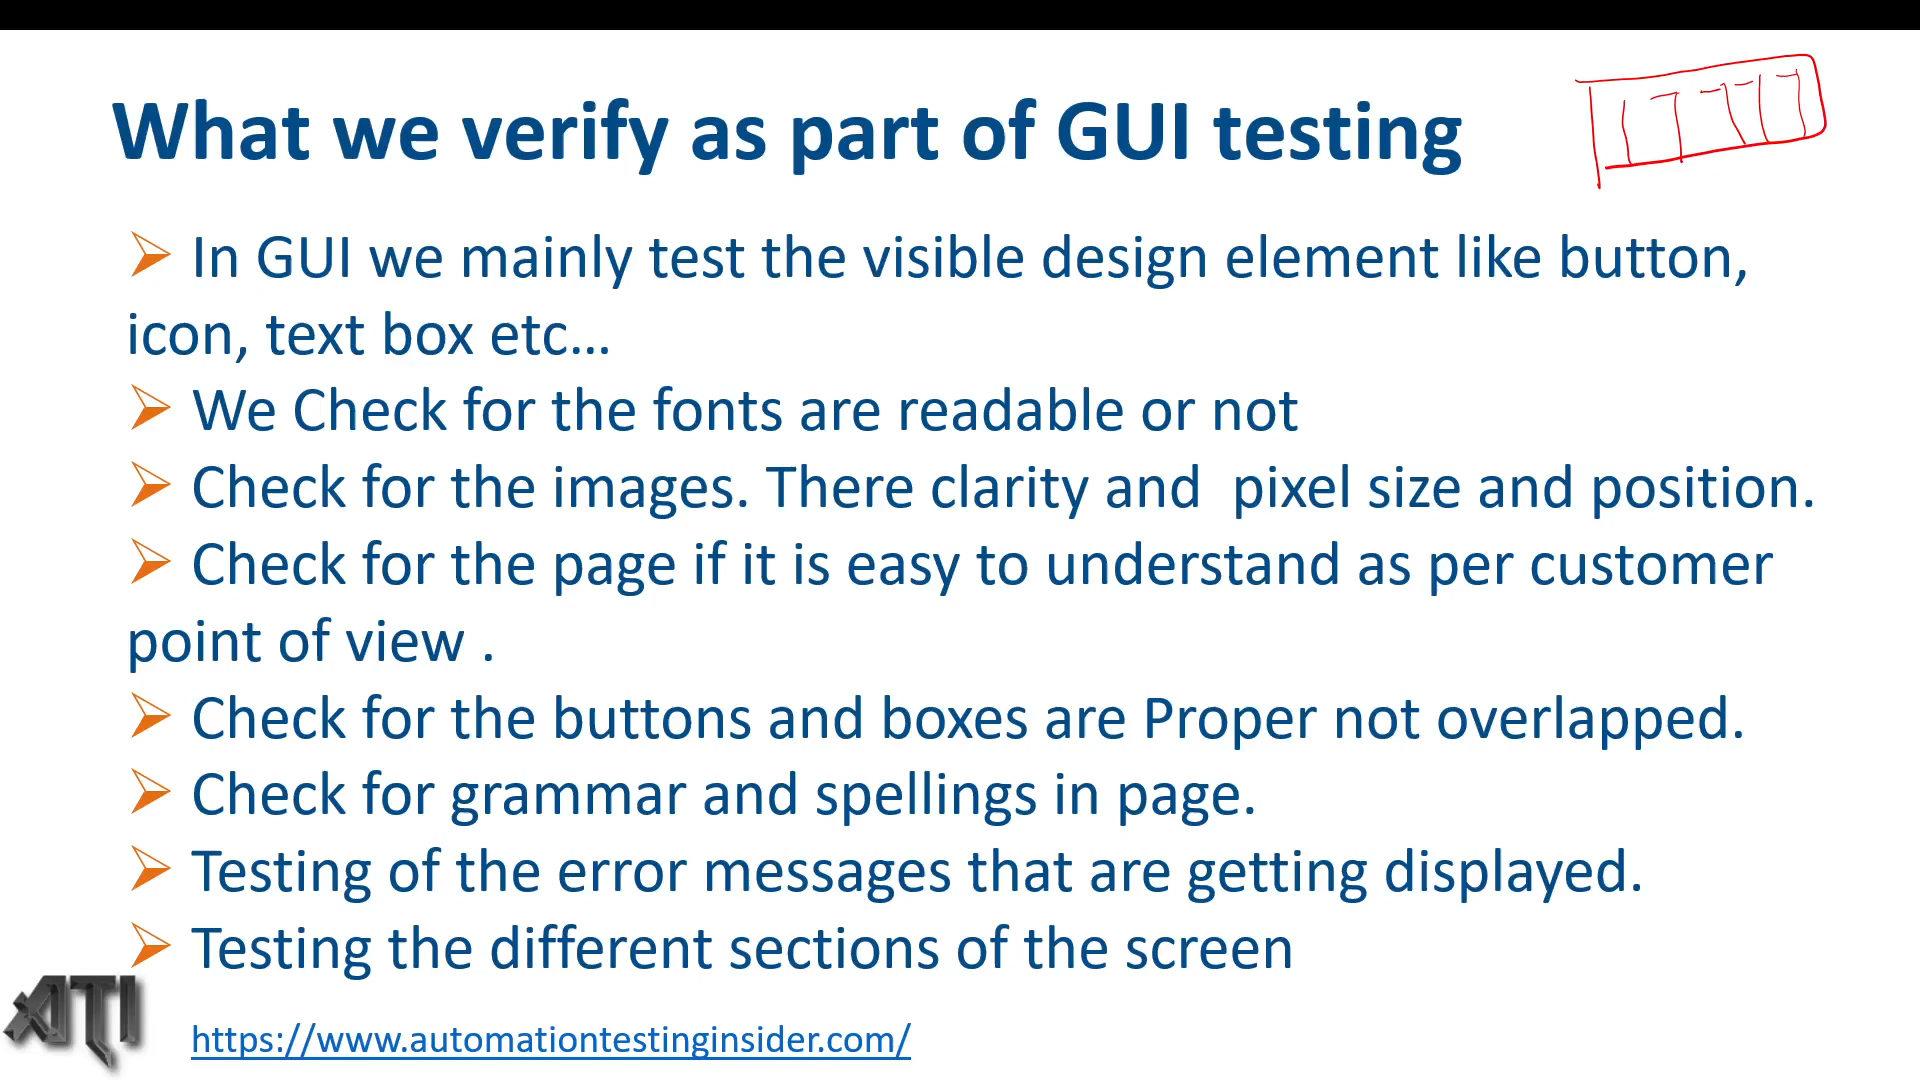 What we verify as part of GUI testing
In GUI we mainly test the visible design element like button,
icon, text box etc...
We Check for the fonts are readable or not
Check for the images. There clarity and  pixel size and position.
Check for the page if it is easy to understand as per customer
point of view .
Check for the buttons and boxes are Proper not overlapped.
Check for grammar and spellings in page.
Testing of the error messages that are getting displayed.
Testing the different sections of the screen
ATI
https://www.automationtestinginsider.com/